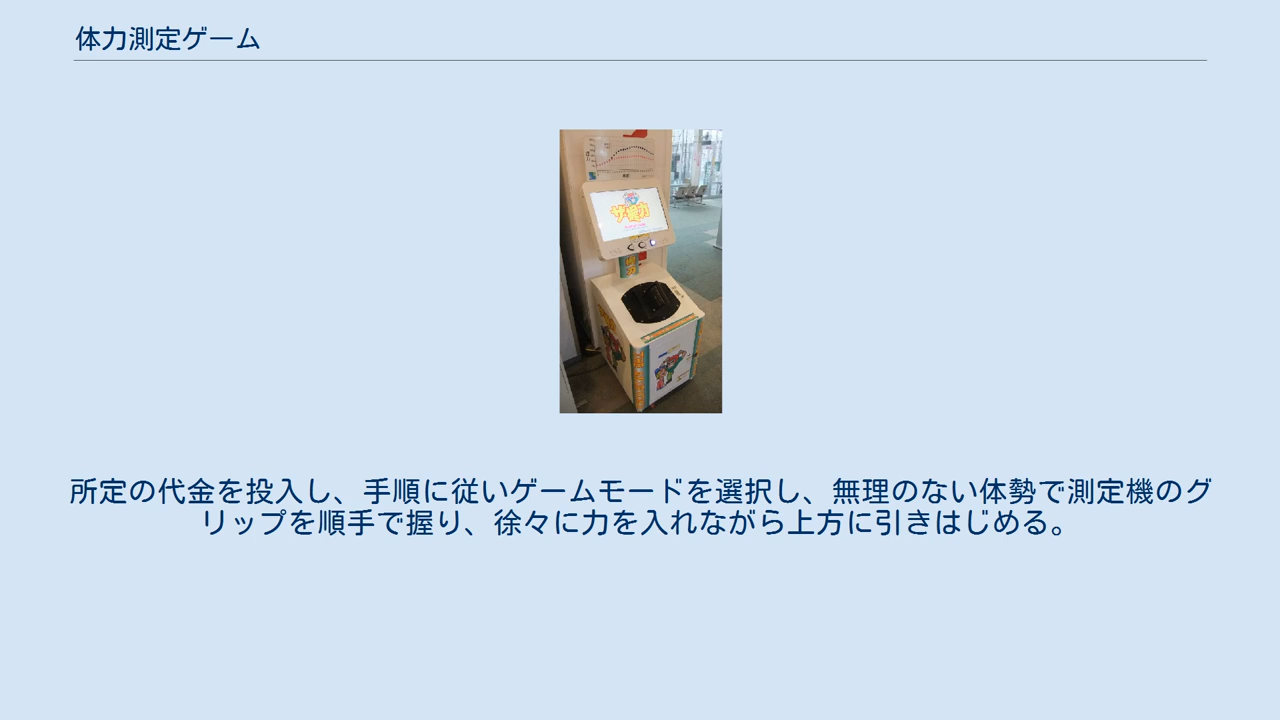 体力測定ゲーム
ザ・実力
所定の代金を投入し、手順に従いゲームモードを選択し、無理のない体勢で測定機のグ
リップを順手で握り、徐々に力を入れながら上方に引きはじめる。